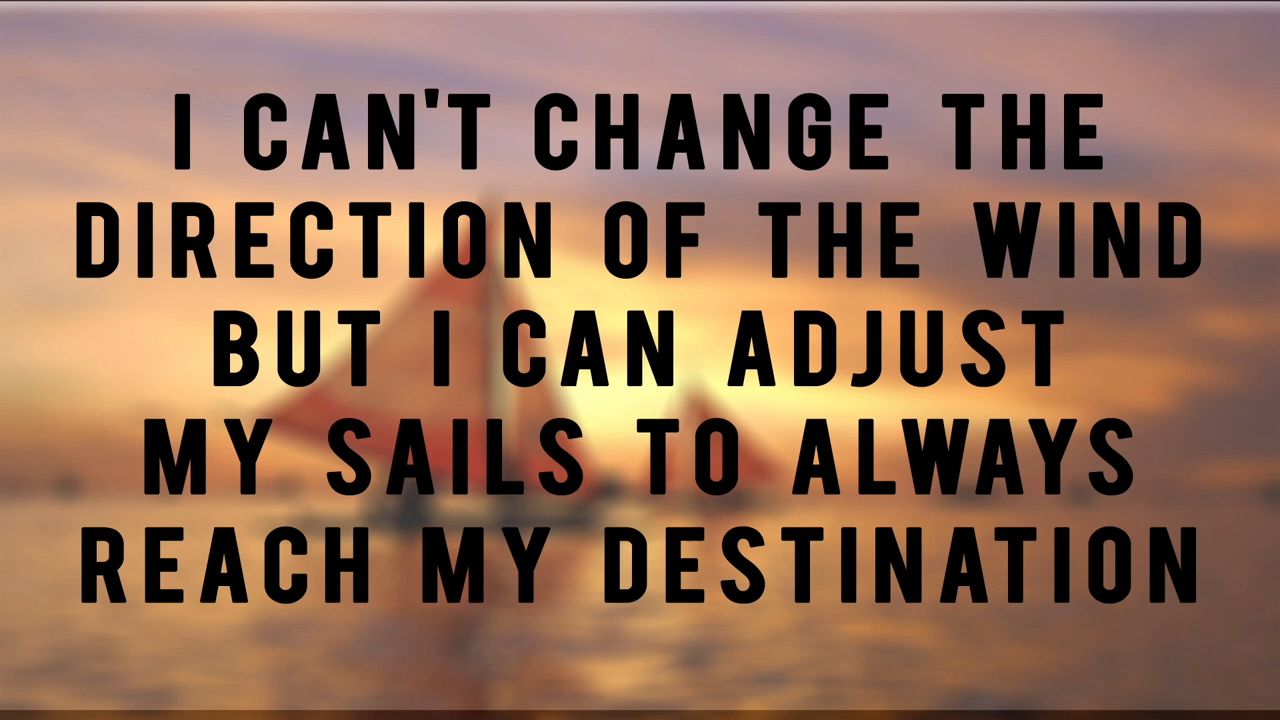 I CAN'T CHANGE THE
DIRECTION OF THE WIND
BUT I CAN ADJUST
MY SAILS TO ALWAYS
REACH MY DESTINATION